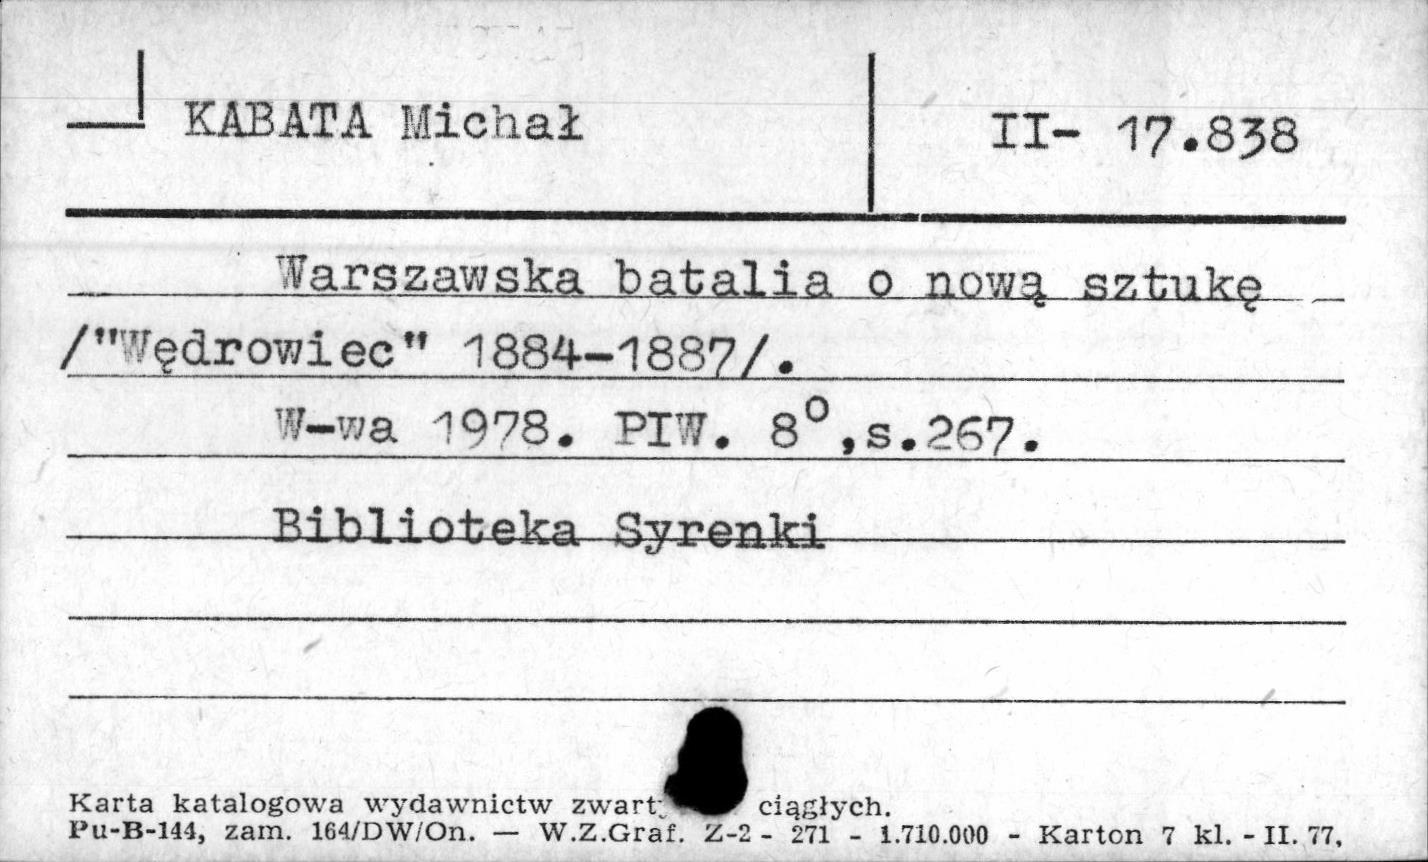 KABATA Michał
II- 17.838
Warszawska batalia o nową sztukę
/"Wędrowiec" 1884-1887/.
W-wa 1978. PIW. 8°,s.267.
Biblioteka Syrenki
Karta katalogowa wydawnictw ciągłych.
Pu-B-144, zam. 164/DW/On. — W.Z.Graf. Z-2 - 271 - 1.710.000 - Karton 7 kl. - II. 77.